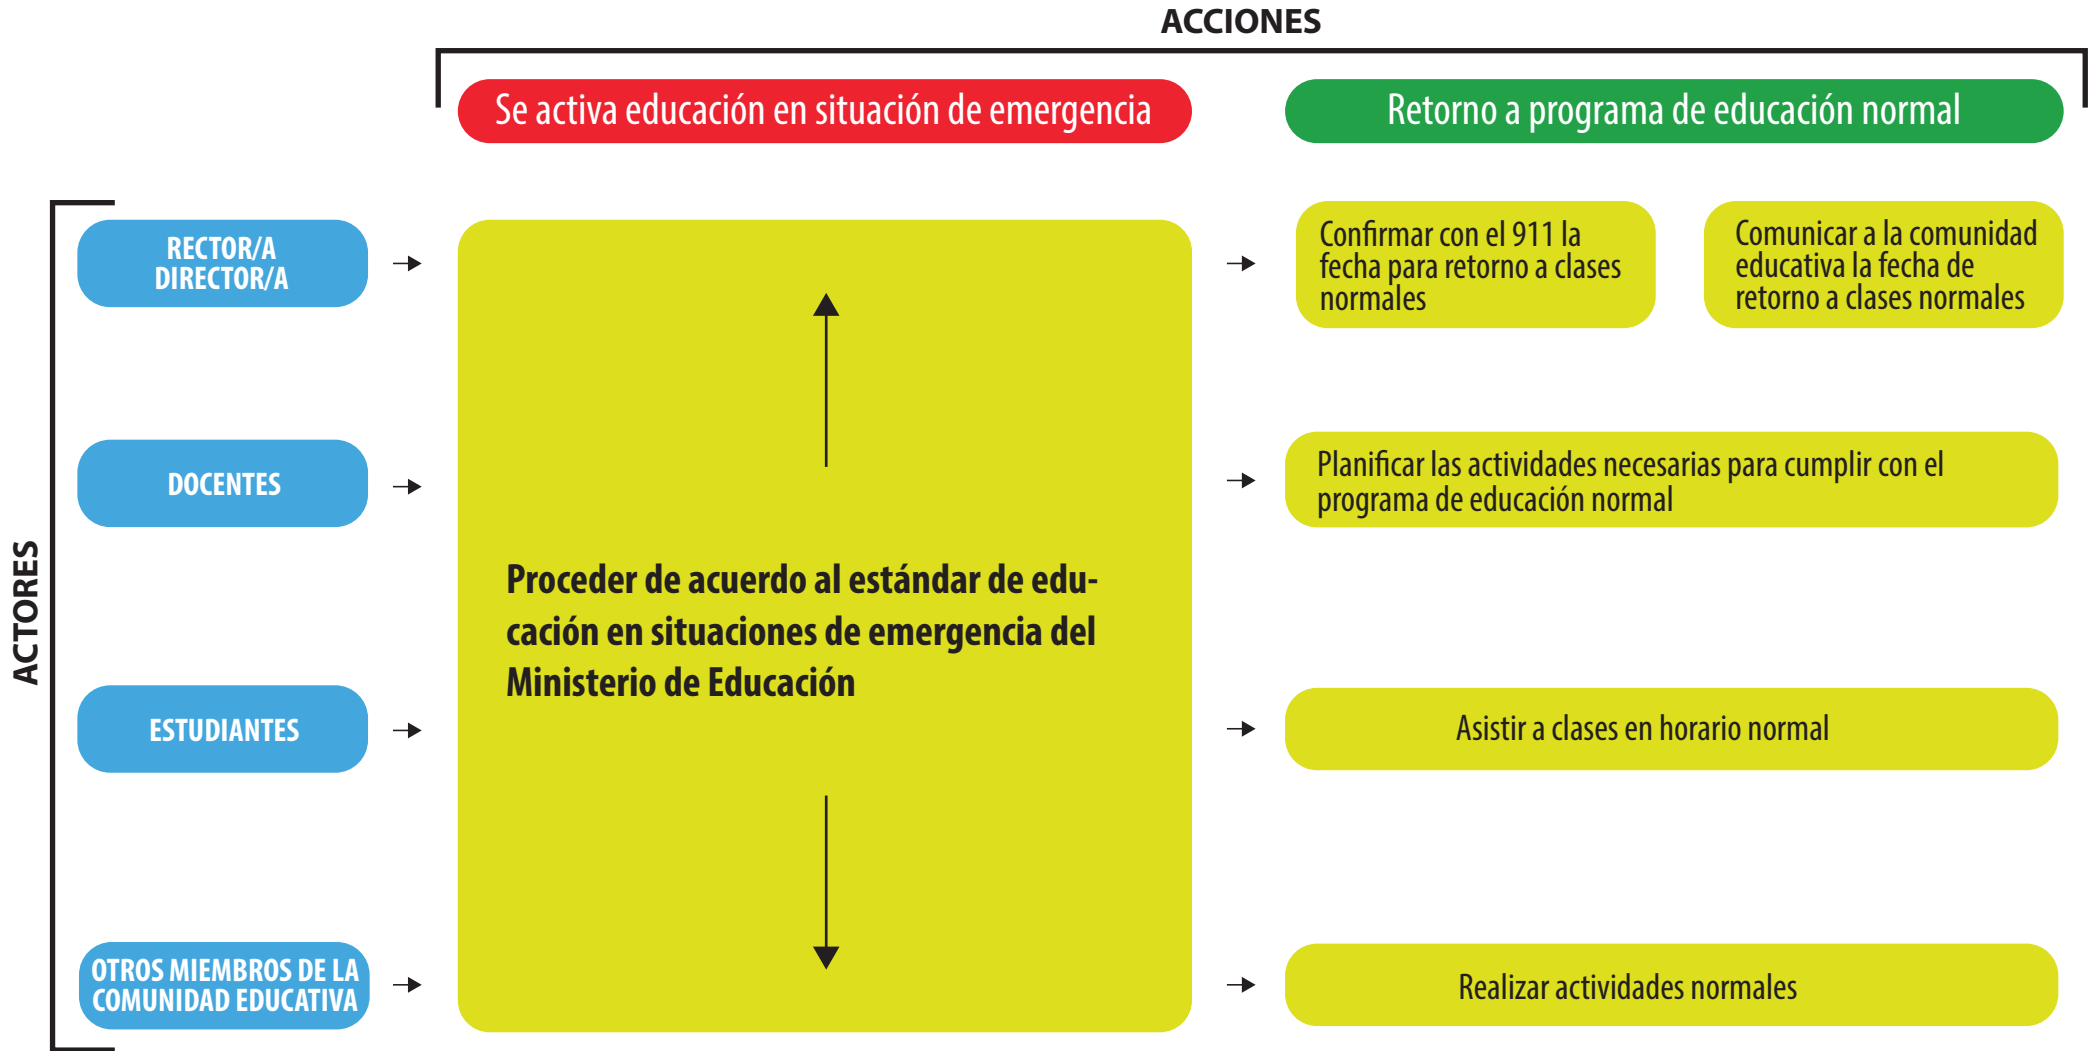 ACCIONES
Se activa educación en situación de emergencia
Retorno a programa de educación normal
ACTORES
RECTOR/A
DIRECTOR/A
Proceder de acuerdo al estándar de edu-
cación en situaciones de emergencia del
Ministerio de Educación
Confirmar con el 911 la
fecha para retorno a clases
normales
Comunicar a la comunidad
educativa la fecha de
retorno a clases normales
DOCENTES
Planificar las actividades necesarias para cumplir con el
programa de educación normal
ESTUDIANTES
Asistir a clases en horario normal
OTROS MIEMBROS DE LA
COMUNIDAD EDUCATIVA
Realizar actividades normales